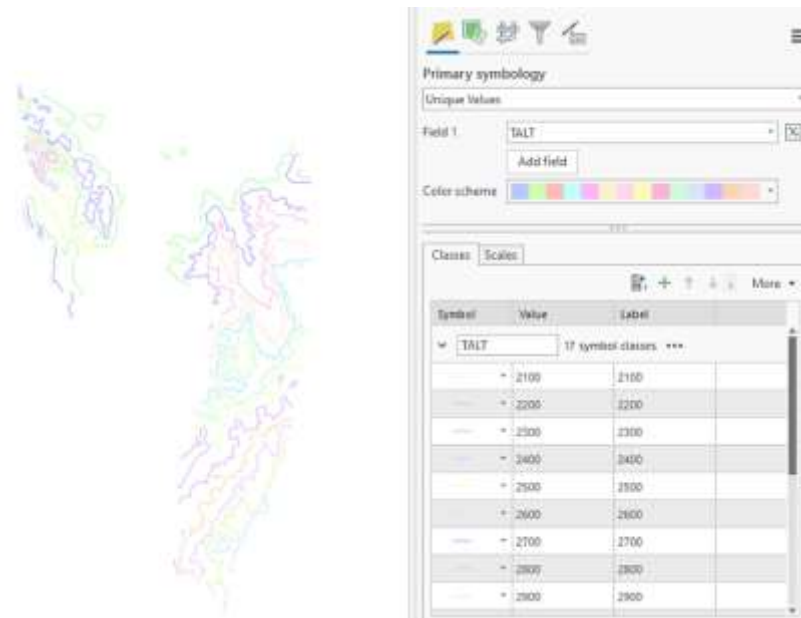 Primary symbology
Unique Values
Field 1 TALT
Add field
Color scheme
Classes Scales
More
Symbol Value Label
TALT 17 symbol classes
2100 2100
2200 2200
2300 2300
2400 2400
2500 2500
2600 2600
2700 2700
2800 2800
2900 2900